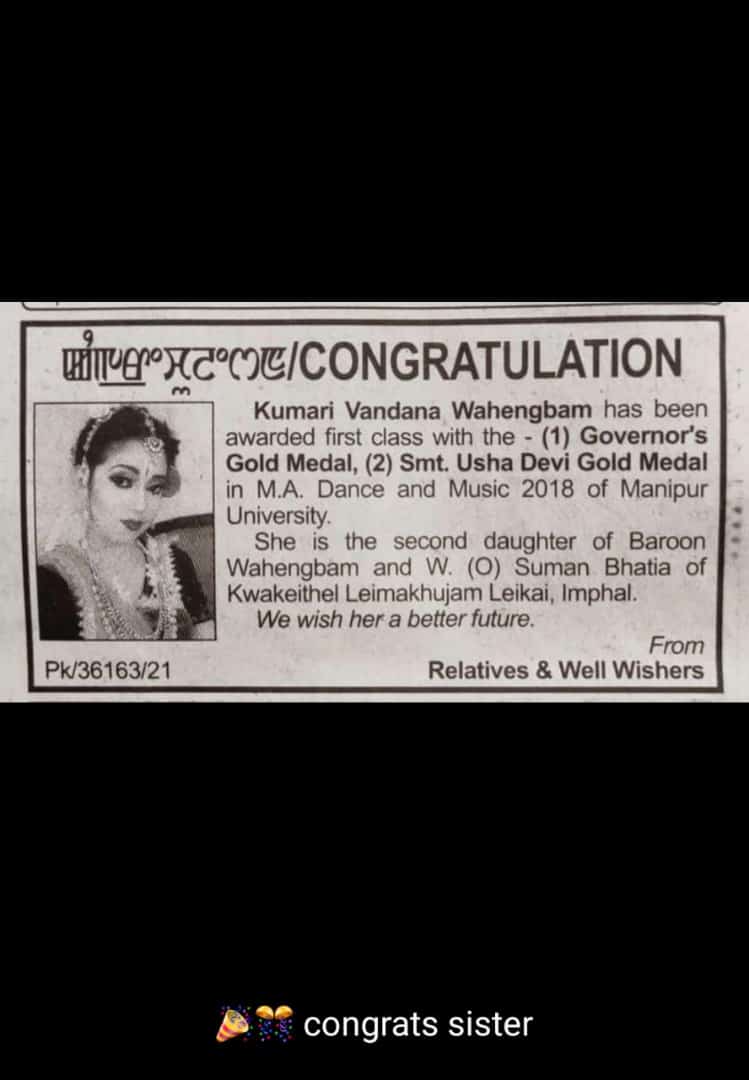 /CONGRATULATION
Kumari Vandana Wahengbam has been
awarded first class with the - (1) Governor's
Gold Medal, (2) Smt. Usha Devi Gold Medal
in M.A. Dance and Music 2018 of Manipur
University.
She is the second daughter of Baroon
Wahengbam and W. (O) Suman Bhatia of
Kwakeithel Leimakhujam Leikai, Imphal.
We wish her a better future.
From
Pk/36163/21 Relatives & Well Wishers
🎉🎊 congrats sister